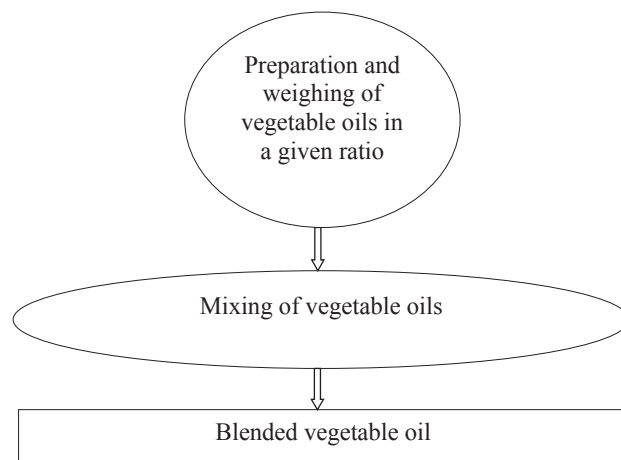 Preparation and
weighing of
vegetable oils in
a given ratio
Mixing of vegetable oils
Blended vegetable oil